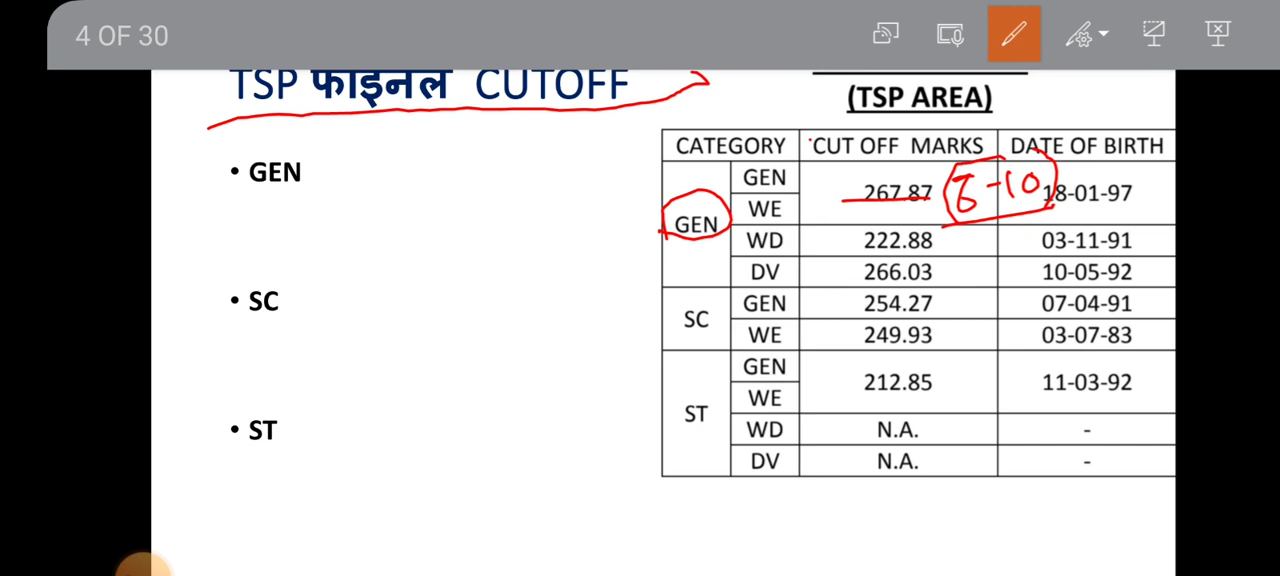 4 OF 30
TSP फाइनल CUTOFF
(TSP AREA)
• GEN
• SC
• ST
CATEGORY CUT OFF MARKS DATE OF BIRTH
GEN GEN 267.87 18-01-97
WE
WD 222.88 03-11-91
DV 266.03 10-05-92
SC GEN 254.27 07-04-91
WE 249.93 03-07-83
ST GEN 212.85 11-03-92
WE
WD N.A. -
DV N.A. -